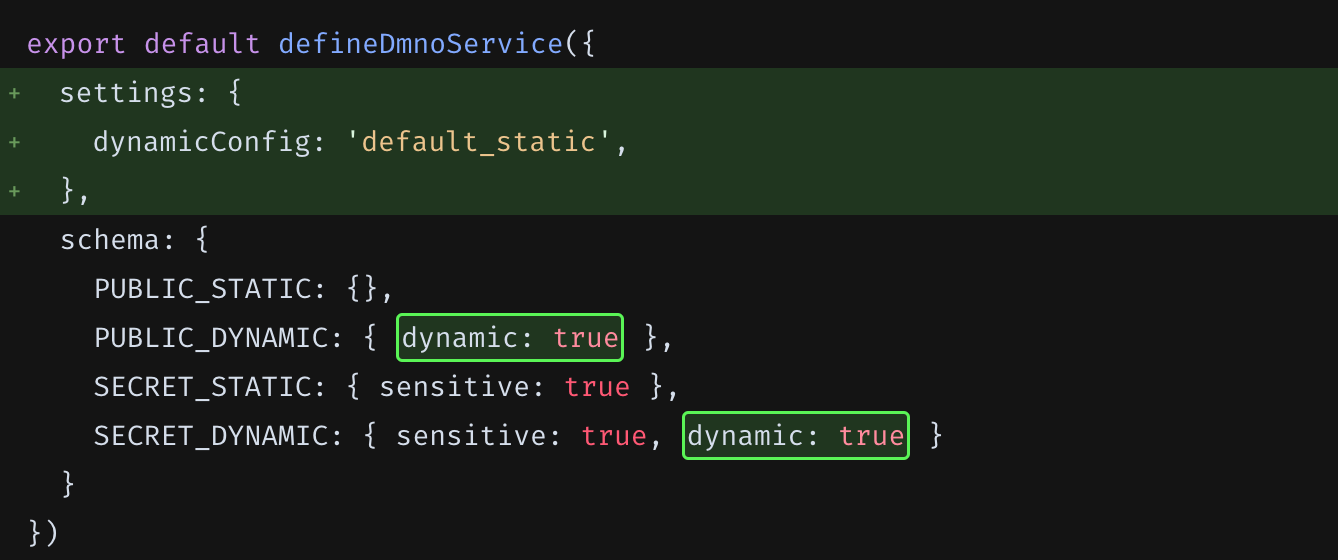 export default defineDmnoService({
+  settings: {
+    dynamicConfig: 'default_static',
+  },
  schema: {
    PUBLIC_STATIC: {},
    PUBLIC_DYNAMIC: { dynamic: true },
    SECRET_STATIC: { sensitive: true },
    SECRET_DYNAMIC: { sensitive: true, dynamic: true }
  }
})